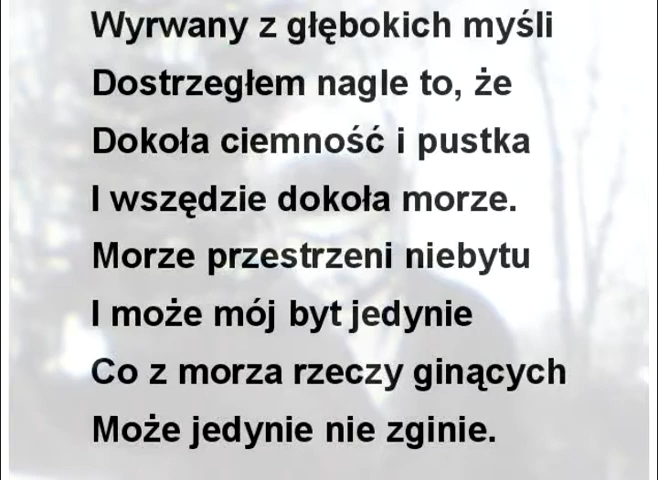 Wyrwany z głębokich myśli
Dostrzegłem nagle to, że
Dokoła ciemność i pustka
I wszędzie dokoła morze.
Morze przestrzeni niebytu
I może mój byt jedynie
Co z morza rzeczy ginących
Może jedynie nie zginie.